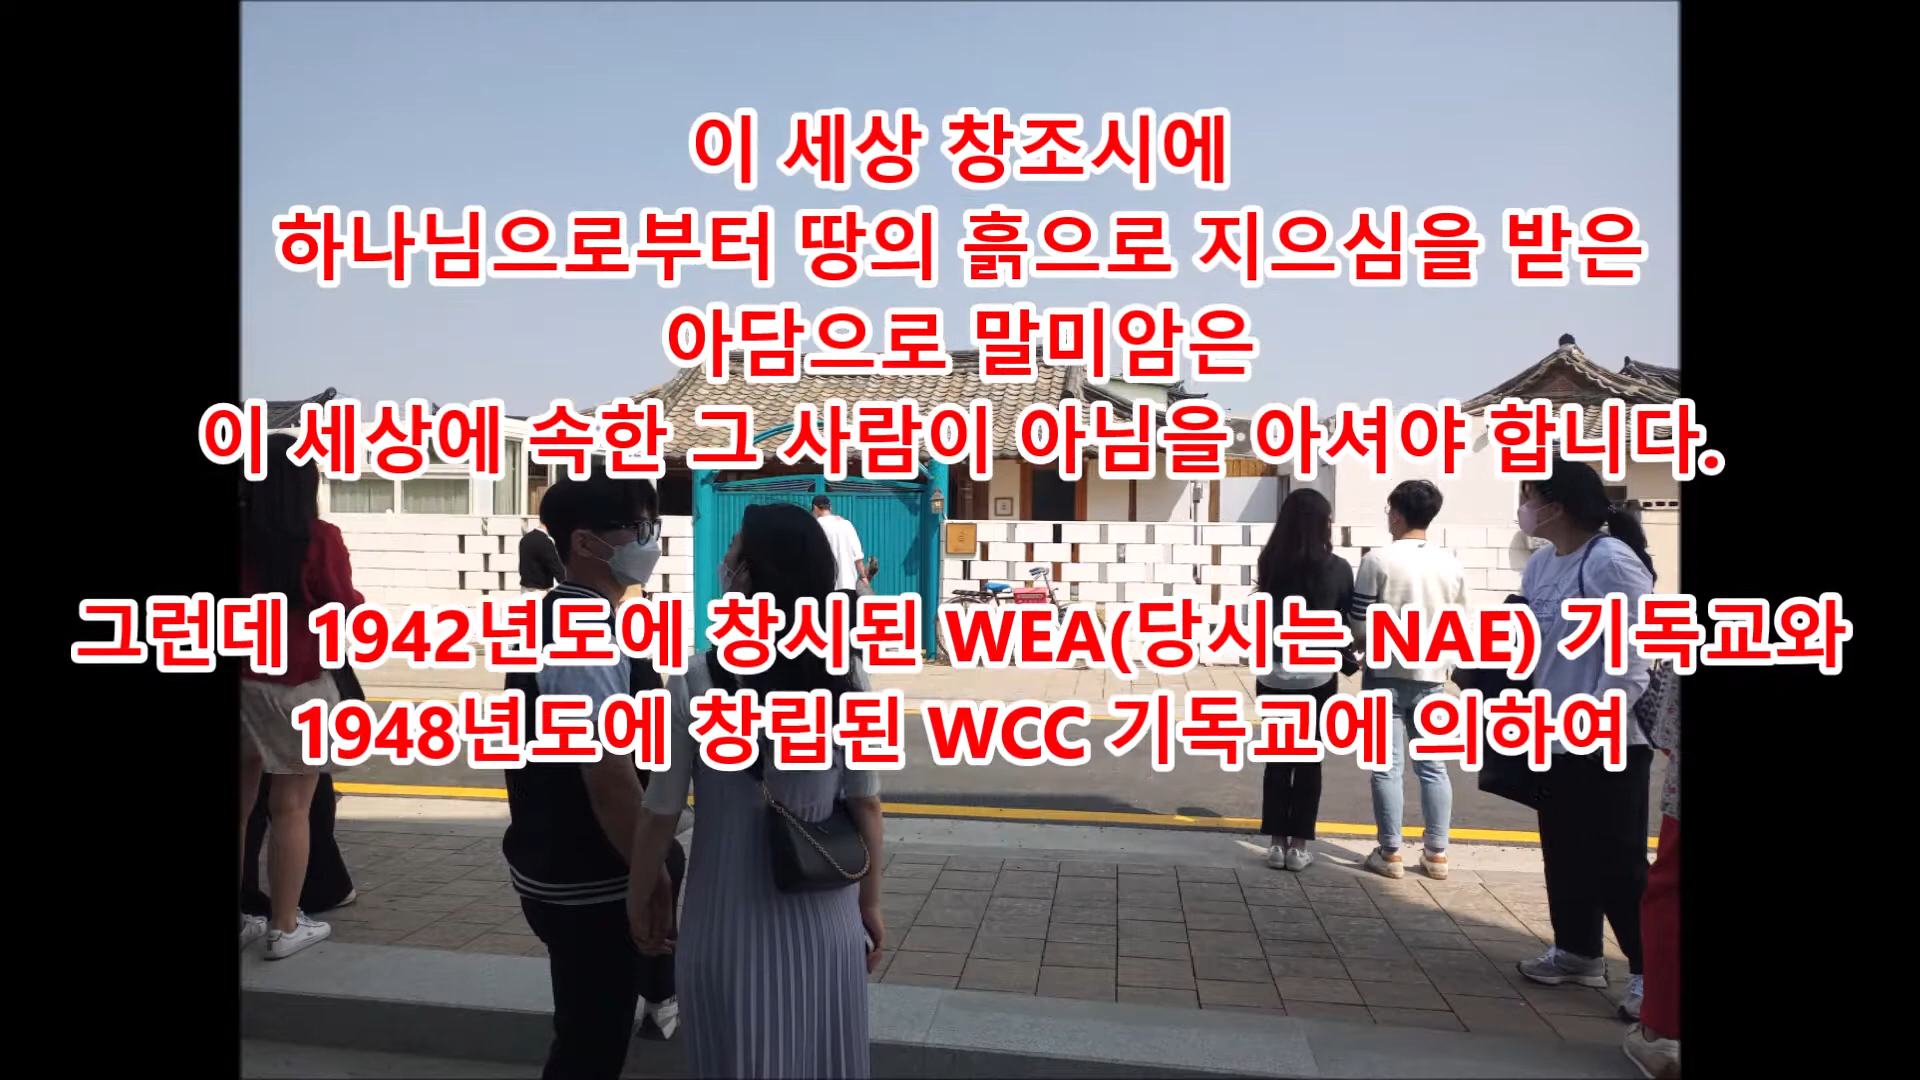 이 세상 창조시에
하나님으로부터 땅의 흙으로 지으심을 받은
아담으로 말미암은
이 세상에 속한 그 사람이 아님을 아셔야 합니다.
그런데 1942년도에 창시된 WEA(당시는 NAE) 기독교와
1948년도에 창립된 WCC 기독교에 의하여